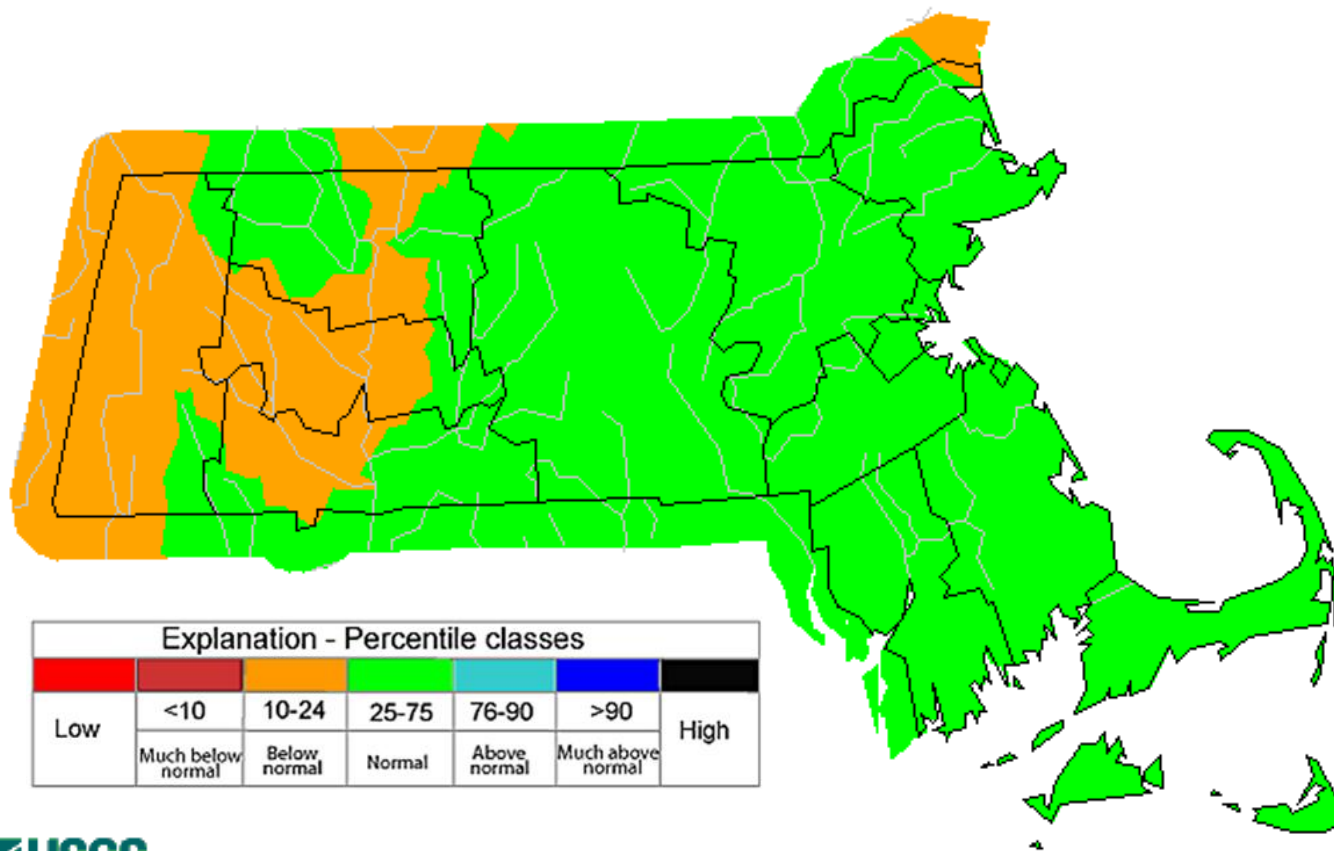 Explanation - Percentile classes
Low <10 10-24 25-75 76-90 >90 High
Much below normal Below normal Normal Above normal Much above normal
USGS